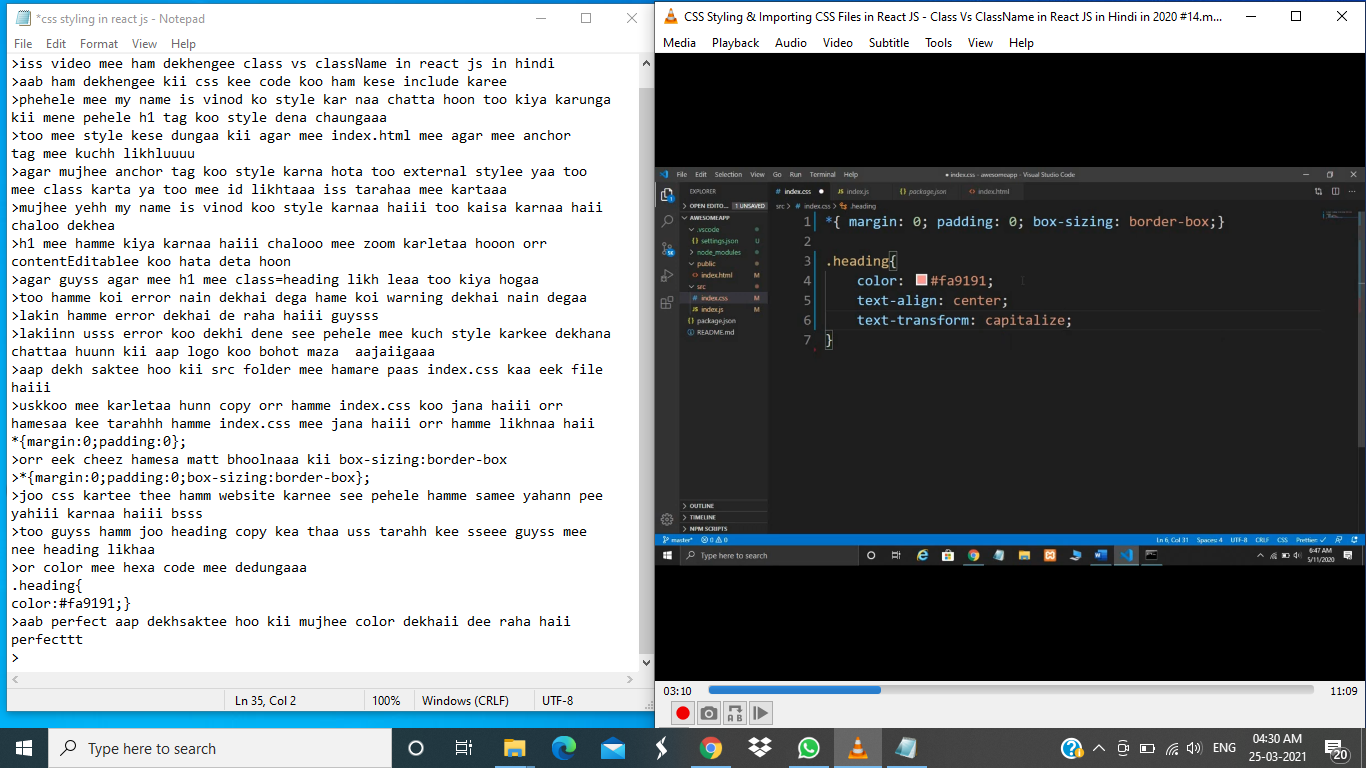 *css styling in react js - Notepad
File Edit Format View Help
>iss video mee ham dekhengee class vs className in react js in hindi
>aab ham dekhengee kii css kee code koo ham kese include karee
>phehele mee my name is vinod ko style kar naa chatta hoon too kiya karunga
kii mene pehele h1 tag koo style dena chaungaaa
>too mee style kese dungaa kii agar mee index.html mee agar mee anchor
tag mee kuchh likhluuuu
>agar mujhee anchor tag koo style karna hota too external stylee yaa too
mee class karta ya too mee id likhtaaa iss tarahaa mee kartaaa
>mujhee yehh my name is vinod koo style karnaa haiii too kaisa karnaa haii
chaloo dekhea
>h1 mee hamme kiya karnaa haiii chalooo mee zoom karletaa hooon orr
contenEditablee koo hata deta hoon
>agar guyss agar mee h1 mee class=heading likh leaa too kiya hogaa
>too hamme koi error nain dekhai dega hame koi warning dekhai nain degaa
>lakin hamme error dekhai de raha haiii guysss
>lakiinn usss error koo dekhi dene see pehele mee kuch style karkee dekhana
chattaa huunn kii aap logo koo bohot maza aajaiigaaa
>aap dekh saktee hoo kii src folder mee hamare paas index.css kaa eek file
haiii
>uskkoo mee karletaa hunn copy orr hamme index.css koo jana haiii orr
hamesaa kee tarahhh hamme index.css mee jana haiii orr hamme likhnaa haii
*{margin:0;padding:0};
>orr eek cheez hamesa matt bhoolnaaa kii box-sizing:border-box
>*{margin:0;padding:0;box-sizing:border-box};
>joo css kartee thee hamm website karnee see pehele hamme samee yahann pee
yahiii karnaa haiii bsss
>too guyss hamm joo heading copy kea thaa uss tarahh kee sseee guyss mee
nee heading likhaa
>or color mee hexa code mee dedungaaa
.heading{
color:#fa9191;}
>aab perfect aap dekhsaktee hoo kii mujhee color dekhaii dee raha haii
perfecttt
>
Ln 35, Col 2 100% Windows (CRLF) UTF-8
CSS Styling & Importing CSS Files in React JS - Class Vs ClassName in React JS in Hindi in 2020 #14.m...
Media Playback Audio Video Subtitle Tools View Help
File Edit Selection View Go Run Terminal Help
● index.css - awesomeapp - Visual Studio Code
EXPLORER
# index.css ● index.js package.json index.html
OPEN EDITO... 1 UNSAVED
src > # index.css > .heading
AWESOMEAPP
.vscode
settings.json U
node_modules
public
index.html M
src
index.css M
index.js M
package.json
README.md
1 *{ margin: 0; padding: 0; box-sizing: border-box;}
2
3 .heading{
4 color: #fa9191;
5 text-align: center;
6 text-transform: capitalize;
7 }
OUTLINE
TIMELINE
NPM SCRIPTS
master* 0 0 Ln 6, Col 31 Spaces: 4 UTF-8 CRLF CSS Prettier: ✓
Type here to search
6:47 AM
5/11/2020
03:10 11:09
A B
Type here to search
ENG
04:30 AM
25-03-2021
20